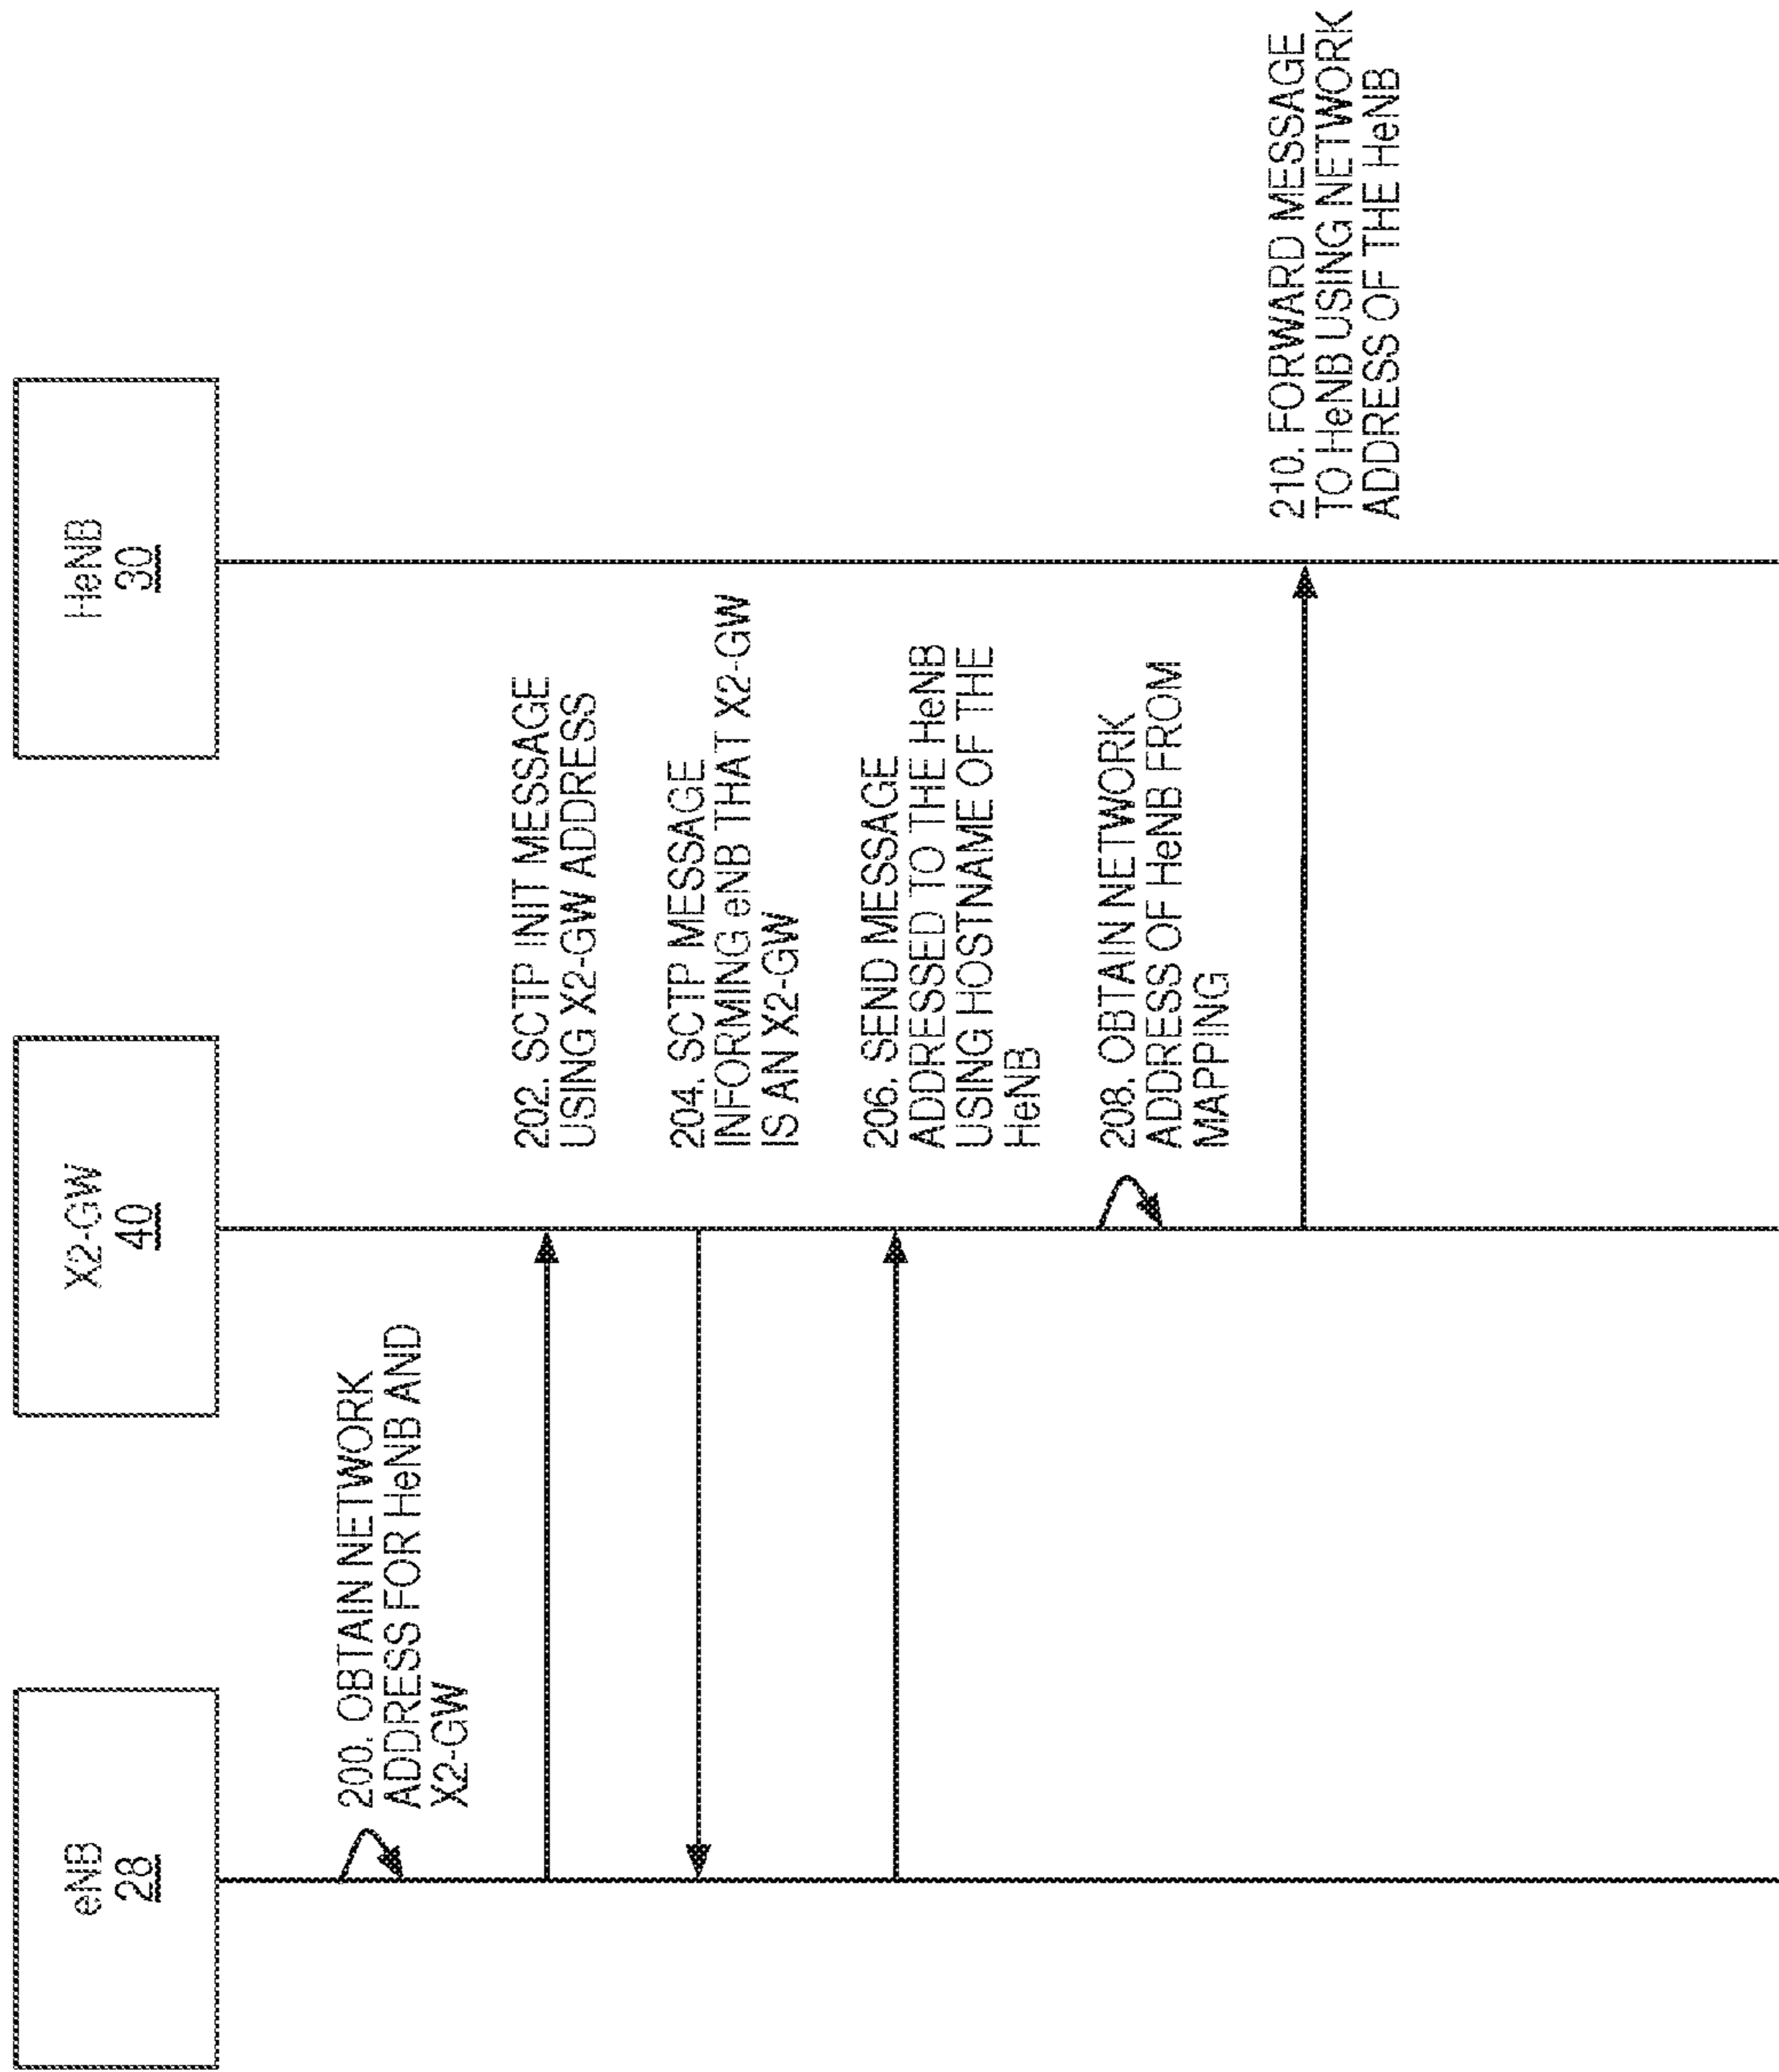 eNB
28
X2-GW
40
HeNB
30
200. OBTAIN NETWORK
ADDRESS FOR HeNB AND
X2-GW
202. SCTP INIT MESSAGE
USING X2-GW ADDRESS
204. SCTP MESSAGE
INFORMING eNB THAT X2-GW
IS AN X2-GW
206. SEND MESSAGE
ADDRESSED TO THE HeNB
USING HOSTNAME OF THE
HeNB
208. OBTAIN NETWORK
ADDRESS OF HeNB FROM
MAPPING
210. FORWARD MESSAGE
TO HeNB USING NETWORK
ADDRESS OF THE HeNB